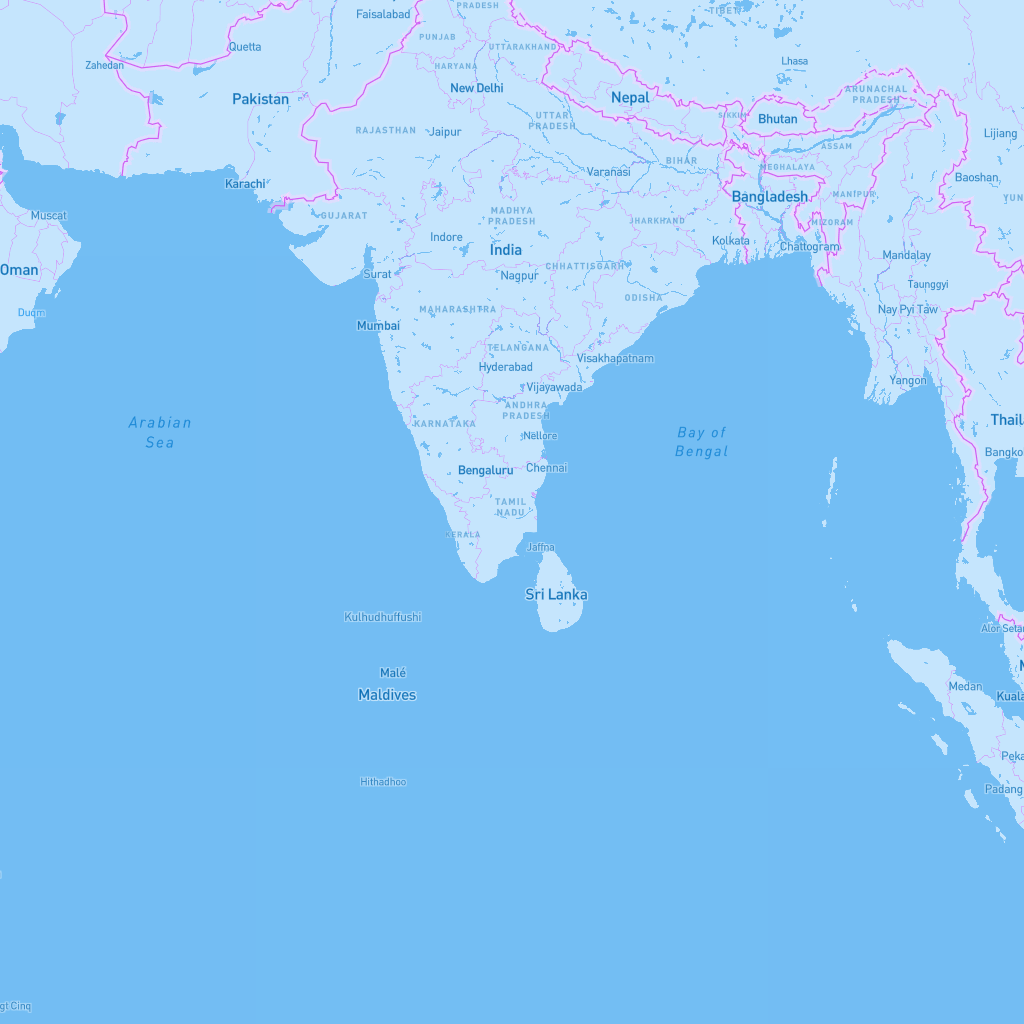 PRADESH
TIBET
Faisalabad
PUNJAB
Quetta
UTTARAKHAND
Zahedan
HARYANA
Lhasa
New Delhi
ARUNACHAL
PRADESH
Pakistan
Nepal
SIKKIM
Bhutan
UTTAR
PRADESH
RAJASTHAN
Jaipur
Lijiang
ASSAM
BIHAR
MEGHALAYA
Varanasi
Baoshan
Karachi
MANIPUR
Bangladesh
YUN
Muscat
GUJARAT
MADHYA
PRADESH
JHARKHAND
MIZORAM
Indore
Kolkata
Chattogram
India
Mandalay
Oman
Surat
Nagpur
CHHATTISGARH
Taunggyi
ODISHA
Duqm
MAHARASHTRA
Nay Pyi Taw
Mumbai
TELANGANA
Visakhapatnam
Hyderabad
Yangon
Vijayawada
ANDHRA
PRADESH
Arabian
Sea
KARNATAKA
Thail
Bay of
Bengal
Nellore
Bangko
Bengaluru
Chennai
TAMIL
NADU
KERALA
Jaffna
Sri Lanka
Kulhudhuffushi
Alor Setar
Malé
Medan
Maldives
Kuala
Peka
Hithadhoo
Padang
gt Cinq